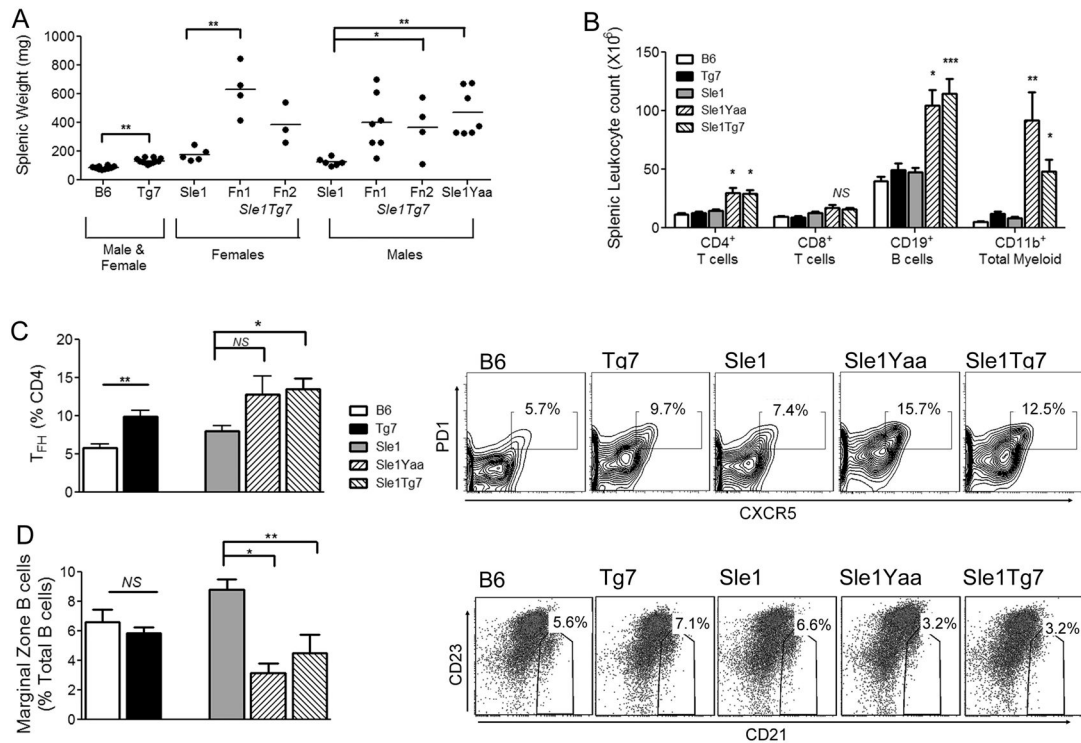 A
Splenic Weight (mg)
1000
800
600
400
200
0
**
**
**
*
B6 Tg7 Sle1 Fn1 Fn2 Sle1 Fn1 Fn2 Sle1Yaa
Sle1Tg7 Sle1Tg7
Male &
Female
Females
Males
B
Splenic Leukocyte count (X10⁶)
150
100
50
0
B6
Tg7
Sle1
Sle1Yaa
Sle1Tg7
* *
NS
* ***
** *
CD4⁺ CD8⁺ CD19⁺ CD11b⁺
T cells T cells B cells Total Myeloid
C
T_FH (% CD4)
20
15
10
5
0
**
NS
*
B6
Tg7
Sle1
Sle1Yaa
Sle1Tg7
B6 Tg7 Sle1 Sle1Yaa Sle1Tg7
5.7% 9.7% 7.4% 15.7% 12.5%
PD1
CXCR5
D
Marginal Zone B cells
(% Total B cells)
10
8
6
4
2
0
NS
*
**
B6 Tg7 Sle1 Sle1Yaa Sle1Tg7
5.6% 7.1% 6.6% 3.2% 3.2%
CD23
CD21